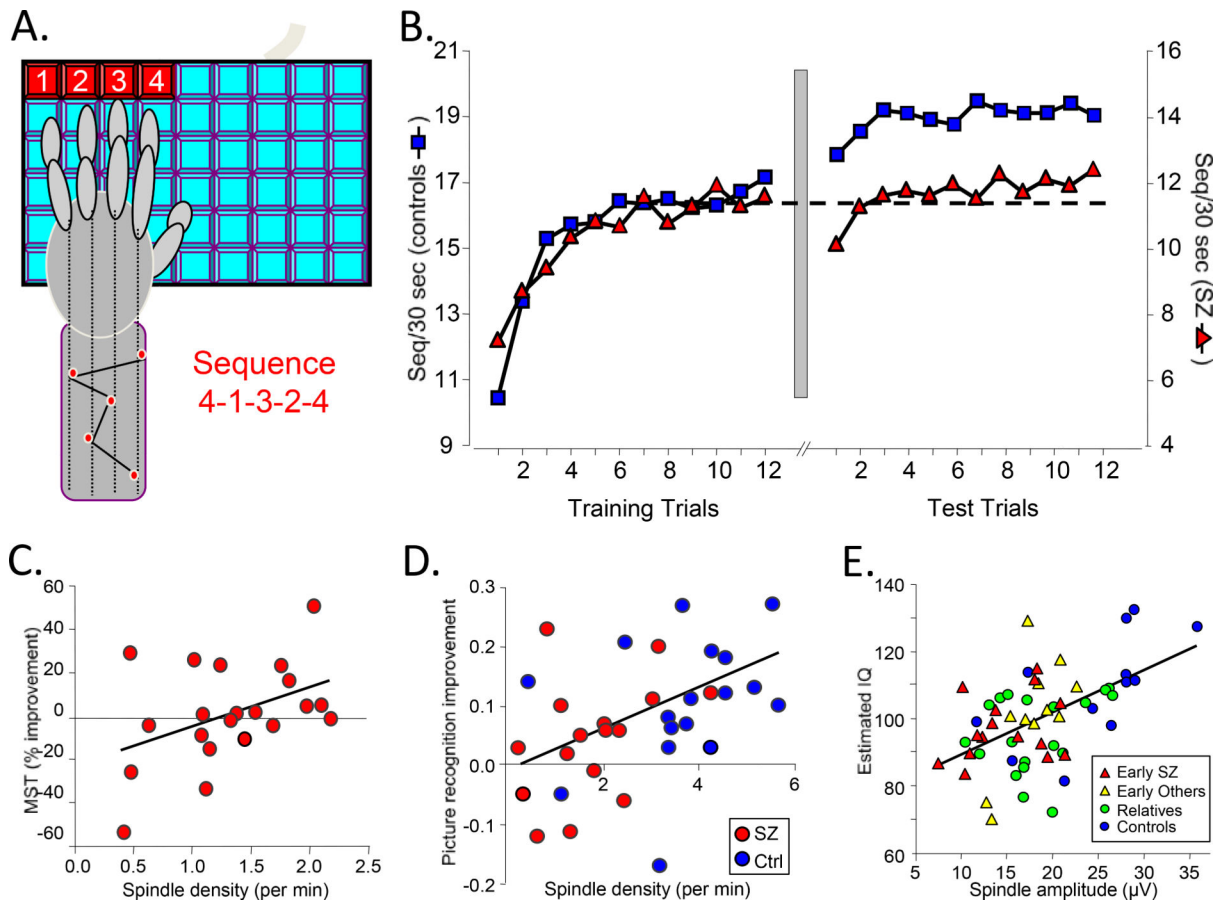 A.
1 2 3 4
Sequence
4-1-3-2-4
B.
21
19
17
15
13
11
9
Seq/30 sec (controls
)
16
14
12
10
8
6
4
Seq/30 sec (SZ
)
2 4 6 8 10 12
Training Trials
2 4 6 8 10 12
Test Trials
C.
60
40
20
0
-20
-40
-60
MST (% improvement)
0.0 0.5 1.0 1.5 2.0 2.5
Spindle density (per min)
D.
0.3
0.2
0.1
0.0
-0.1
-0.2
Picture recognition improvement
2 4 6
Spindle density (per min)
SZ
Ctrl
E.
140
120
100
80
60
Estimated IQ
5 10 15 20 25 30 35
Spindle amplitude (µV)
Early SZ
Early Others
Relatives
Controls